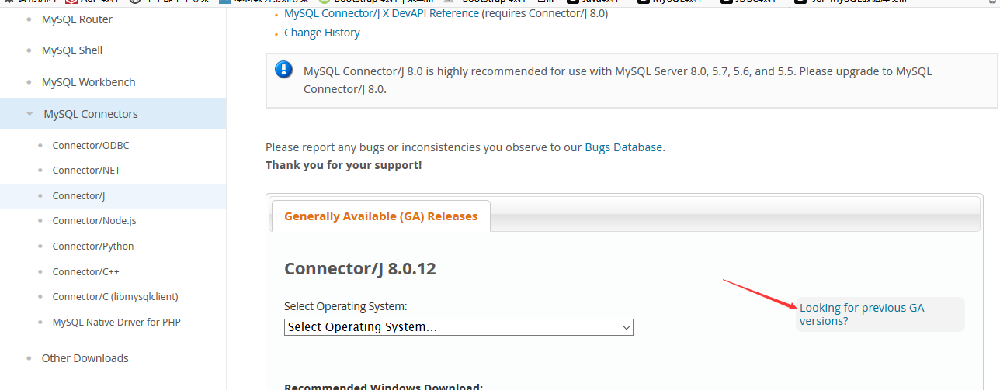 MySQL Router
MySQL Shell
MySQL Workbench
MySQL Connectors
Connector/ODBC
Connector/NET
Connector/J
Connector/Node.js
Connector/Python
Connector/C++
Connector/C (libmysqlclient)
MySQL Native Driver for PHP
Other Downloads
MySQL Connector/J X DevAPI Reference (requires Connector/J 8.0)
Change History
MySQL Connector/J 8.0 is highly recommended for use with MySQL Server 8.0, 5.7, 5.6, and 5.5. Please upgrade to MySQL
Connector/J 8.0.
Please report any bugs or inconsistencies you observe to our Bugs Database.
Thank you for your support!
Generally Available (GA) Releases
Connector/J 8.0.12
Select Operating System:
Select Operating System...
Looking for previous GA
versions?
Recommended Windows Download: